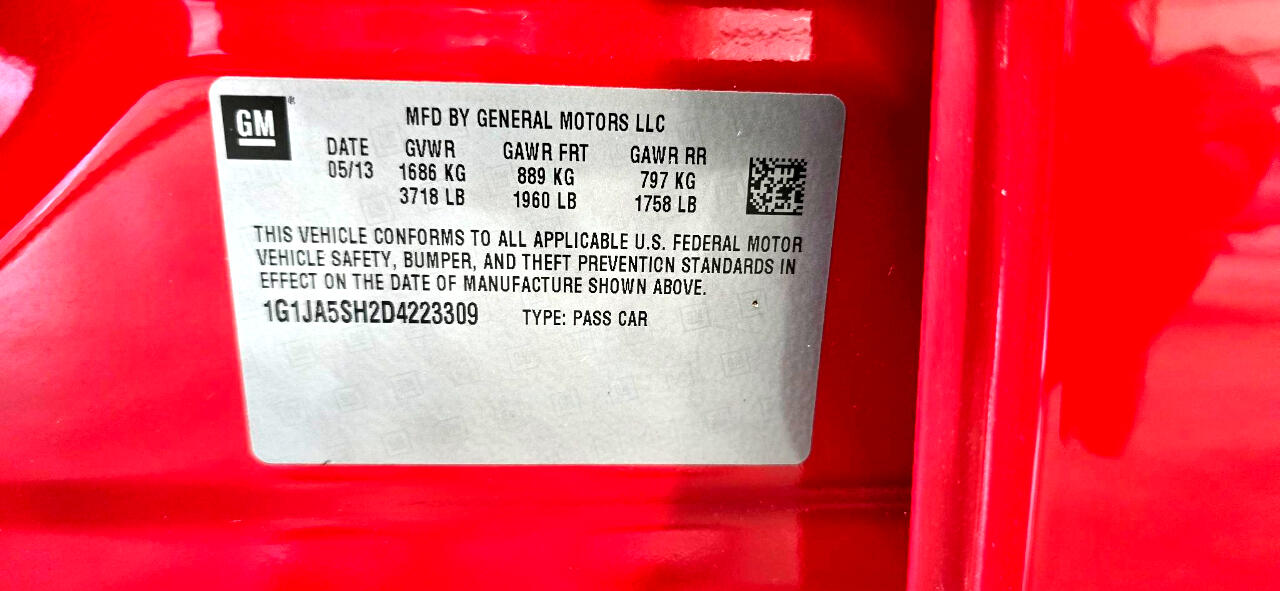 GM®
MFD BY GENERAL MOTORS LLC
DATE GVWR GAWR FRT GAWR RR
05/13 1686 KG 889 KG 797 KG
3718 LB 1960 LB 1758 LB
THIS VEHICLE CONFORMS TO ALL APPLICABLE U.S. FEDERAL MOTOR
VEHICLE SAFETY, BUMPER, AND THEFT PREVENTION STANDARDS IN
EFFECT ON THE DATE OF MANUFACTURE SHOWN ABOVE.
1G1JA5SH2D4223309 TYPE: PASS CAR